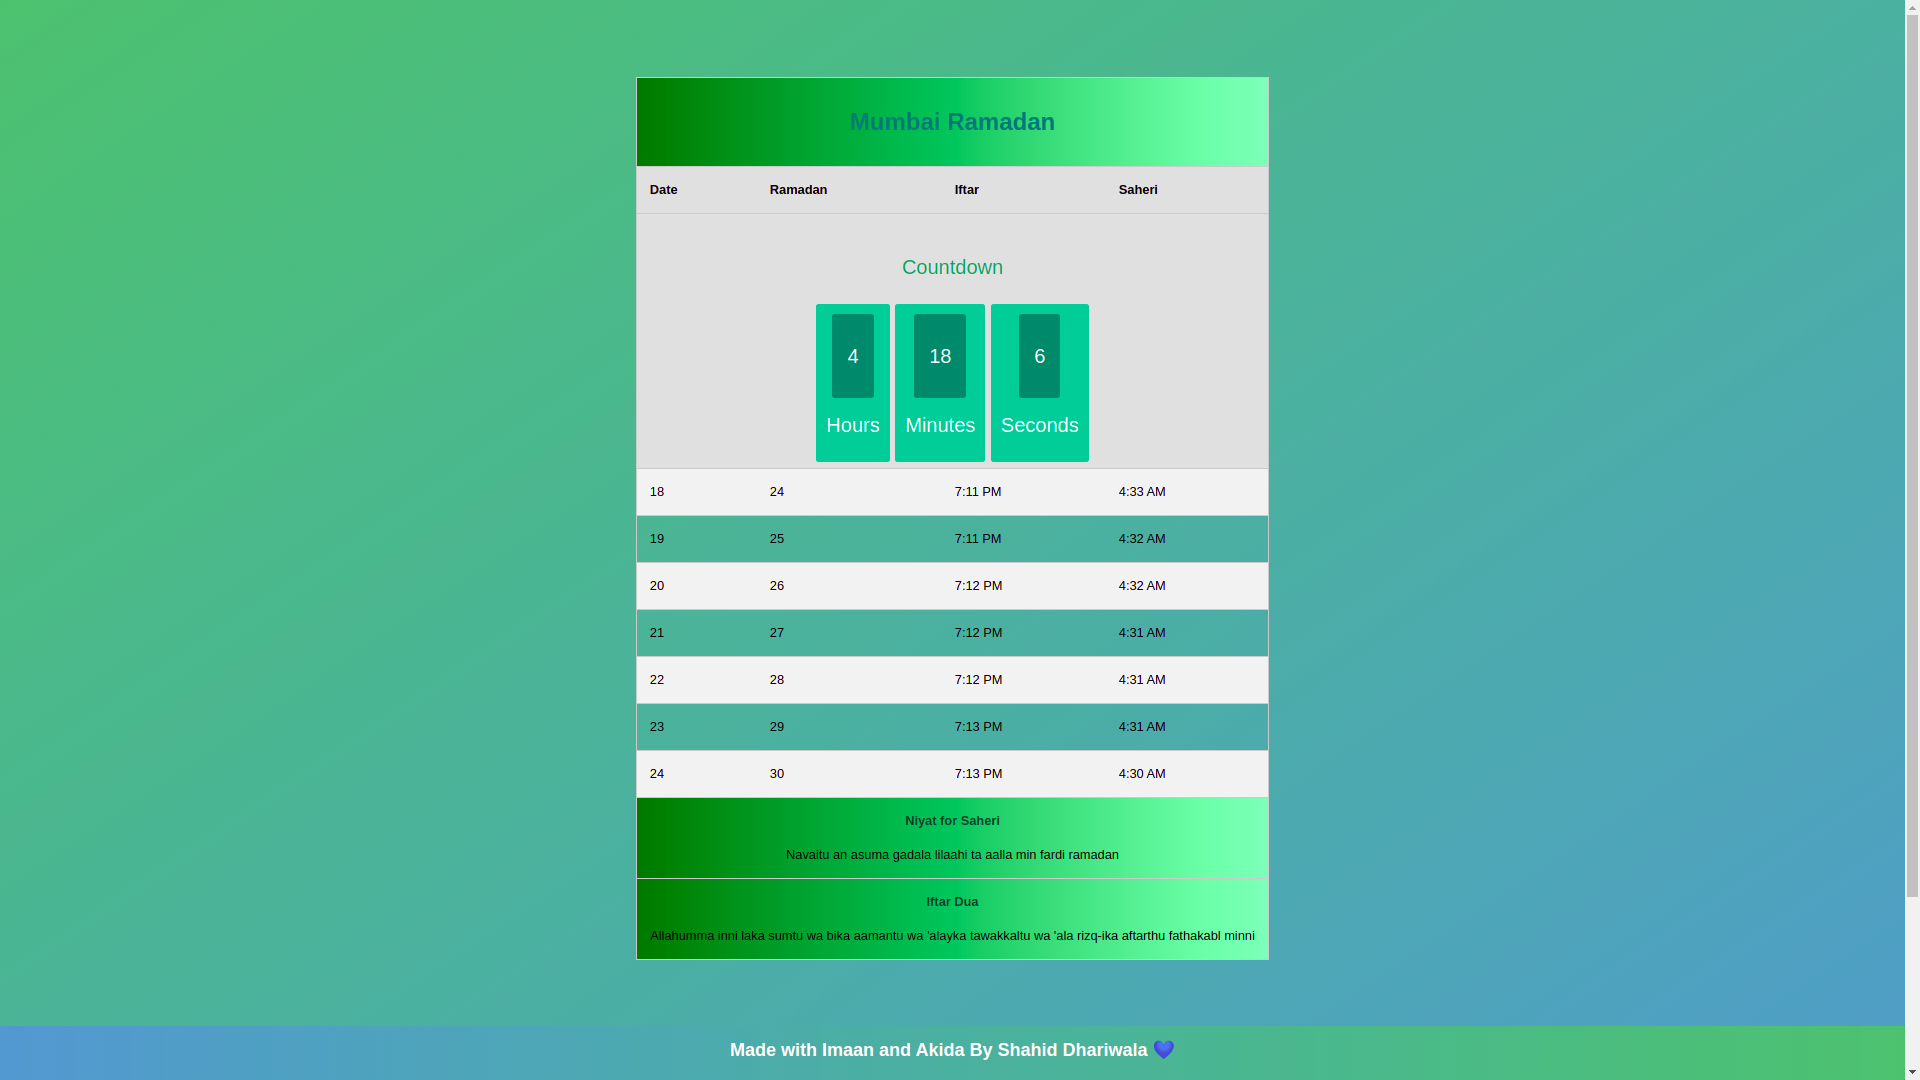 Mumbai Ramadan
Date Ramadan Iftar Saheri
Countdown
4 18 6
Hours Minutes Seconds
18 24 7:11 PM 4:33 AM
19 25 7:11 PM 4:32 AM
20 26 7:12 PM 4:32 AM
21 27 7:12 PM 4:31 AM
22 28 7:12 PM 4:31 AM
23 29 7:13 PM 4:31 AM
24 30 7:13 PM 4:30 AM
Niyat for Saheri
Navaitu an asuma gadala lilaahi ta aalla min fardi ramadan
Iftar Dua
Allahumma inni laka sumtu wa bika aamantu wa 'alayka tawakkaltu wa 'ala rizq-ika aftarthu fathakabl minni
Made with Imaan and Akida By Shahid Dhariwala 💙